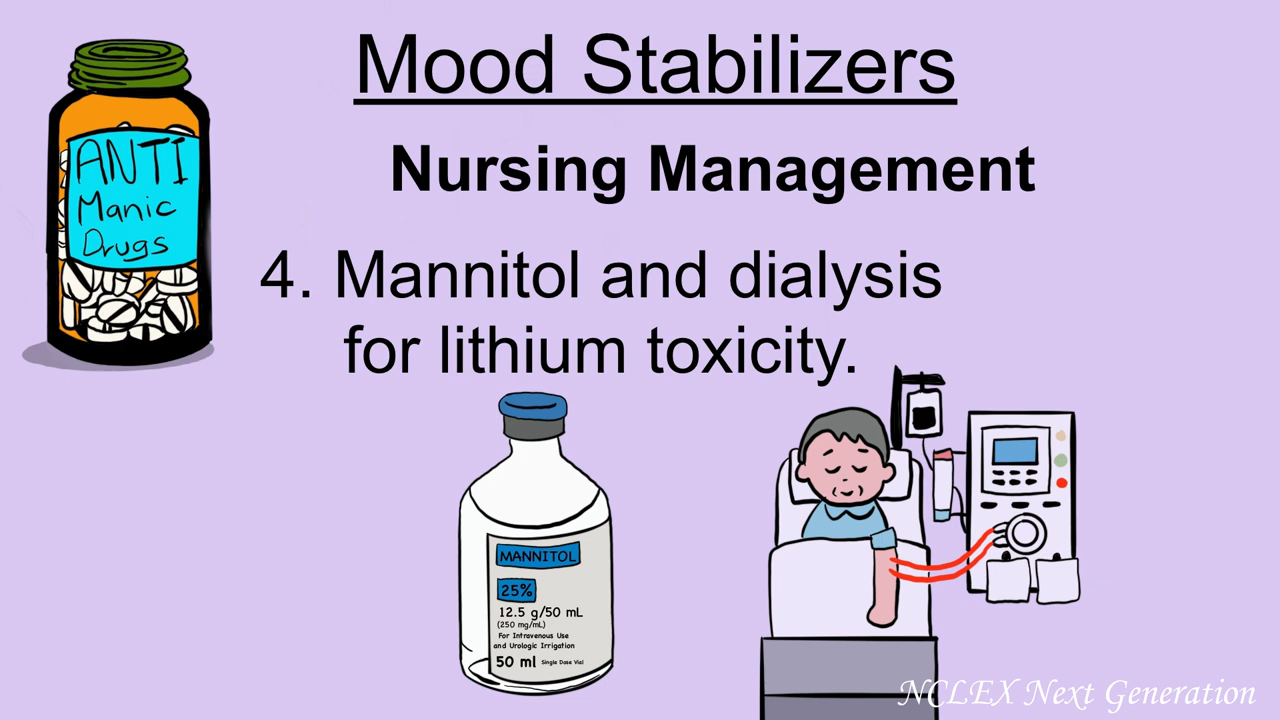 Mood Stabilizers
Nursing Management
ANTI
Manic
Drugs
4. Mannitol and dialysis
for lithium toxicity.
MANNITOL
25%
12.5 g/50 mL
(250 mg/mL)
For Intravenous Use
and Urologic Irrigation
50 ml Single Dose Vial
NCLEX Next Generation